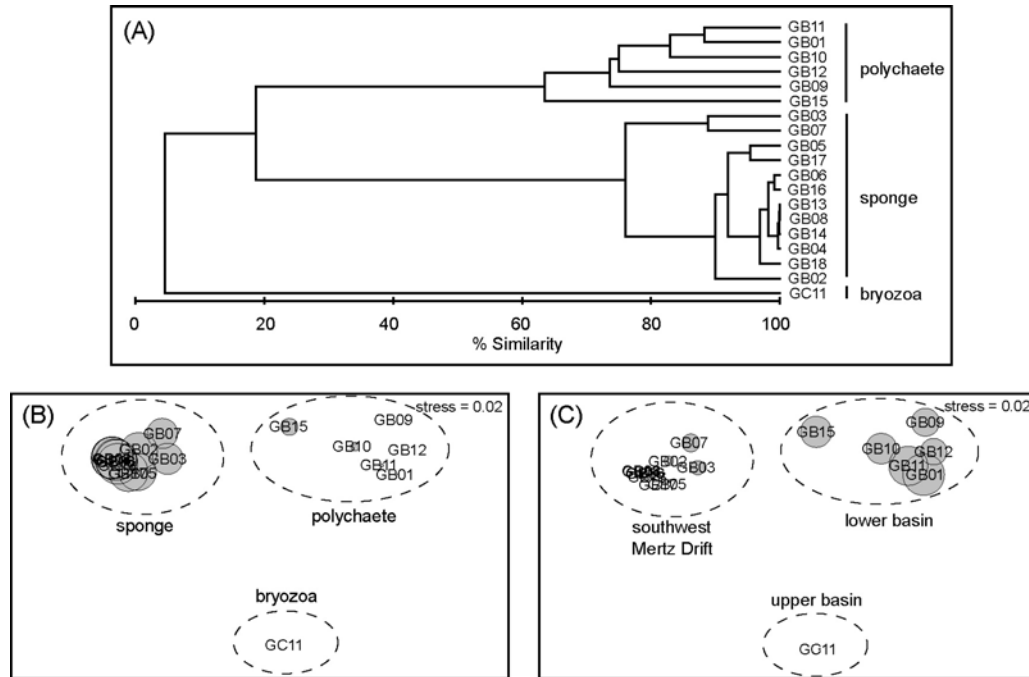 (A)
GB11
GB01
GB10
GB12
GB09
GB15
polychaete
GB03
GB07
GB05
GB17
GB06
GB16
GB13
GB08
GB14
GB04
GB18
GB02
sponge
GC11
bryozoa
0 20 40 60 80 100
% Similarity
(B)
stress = 0.02
GB07
GB02
GB03
GB15
GB09
GB10
GB12
GB11
GB01
sponge
polychaete
bryozoa
GC11
(C)
stress = 0.02
GB07
GB02
GB03
GB15
GB09
GB10
GB12
GB11
GB01
southwest
Mertz Drift
lower basin
upper basin
GG11